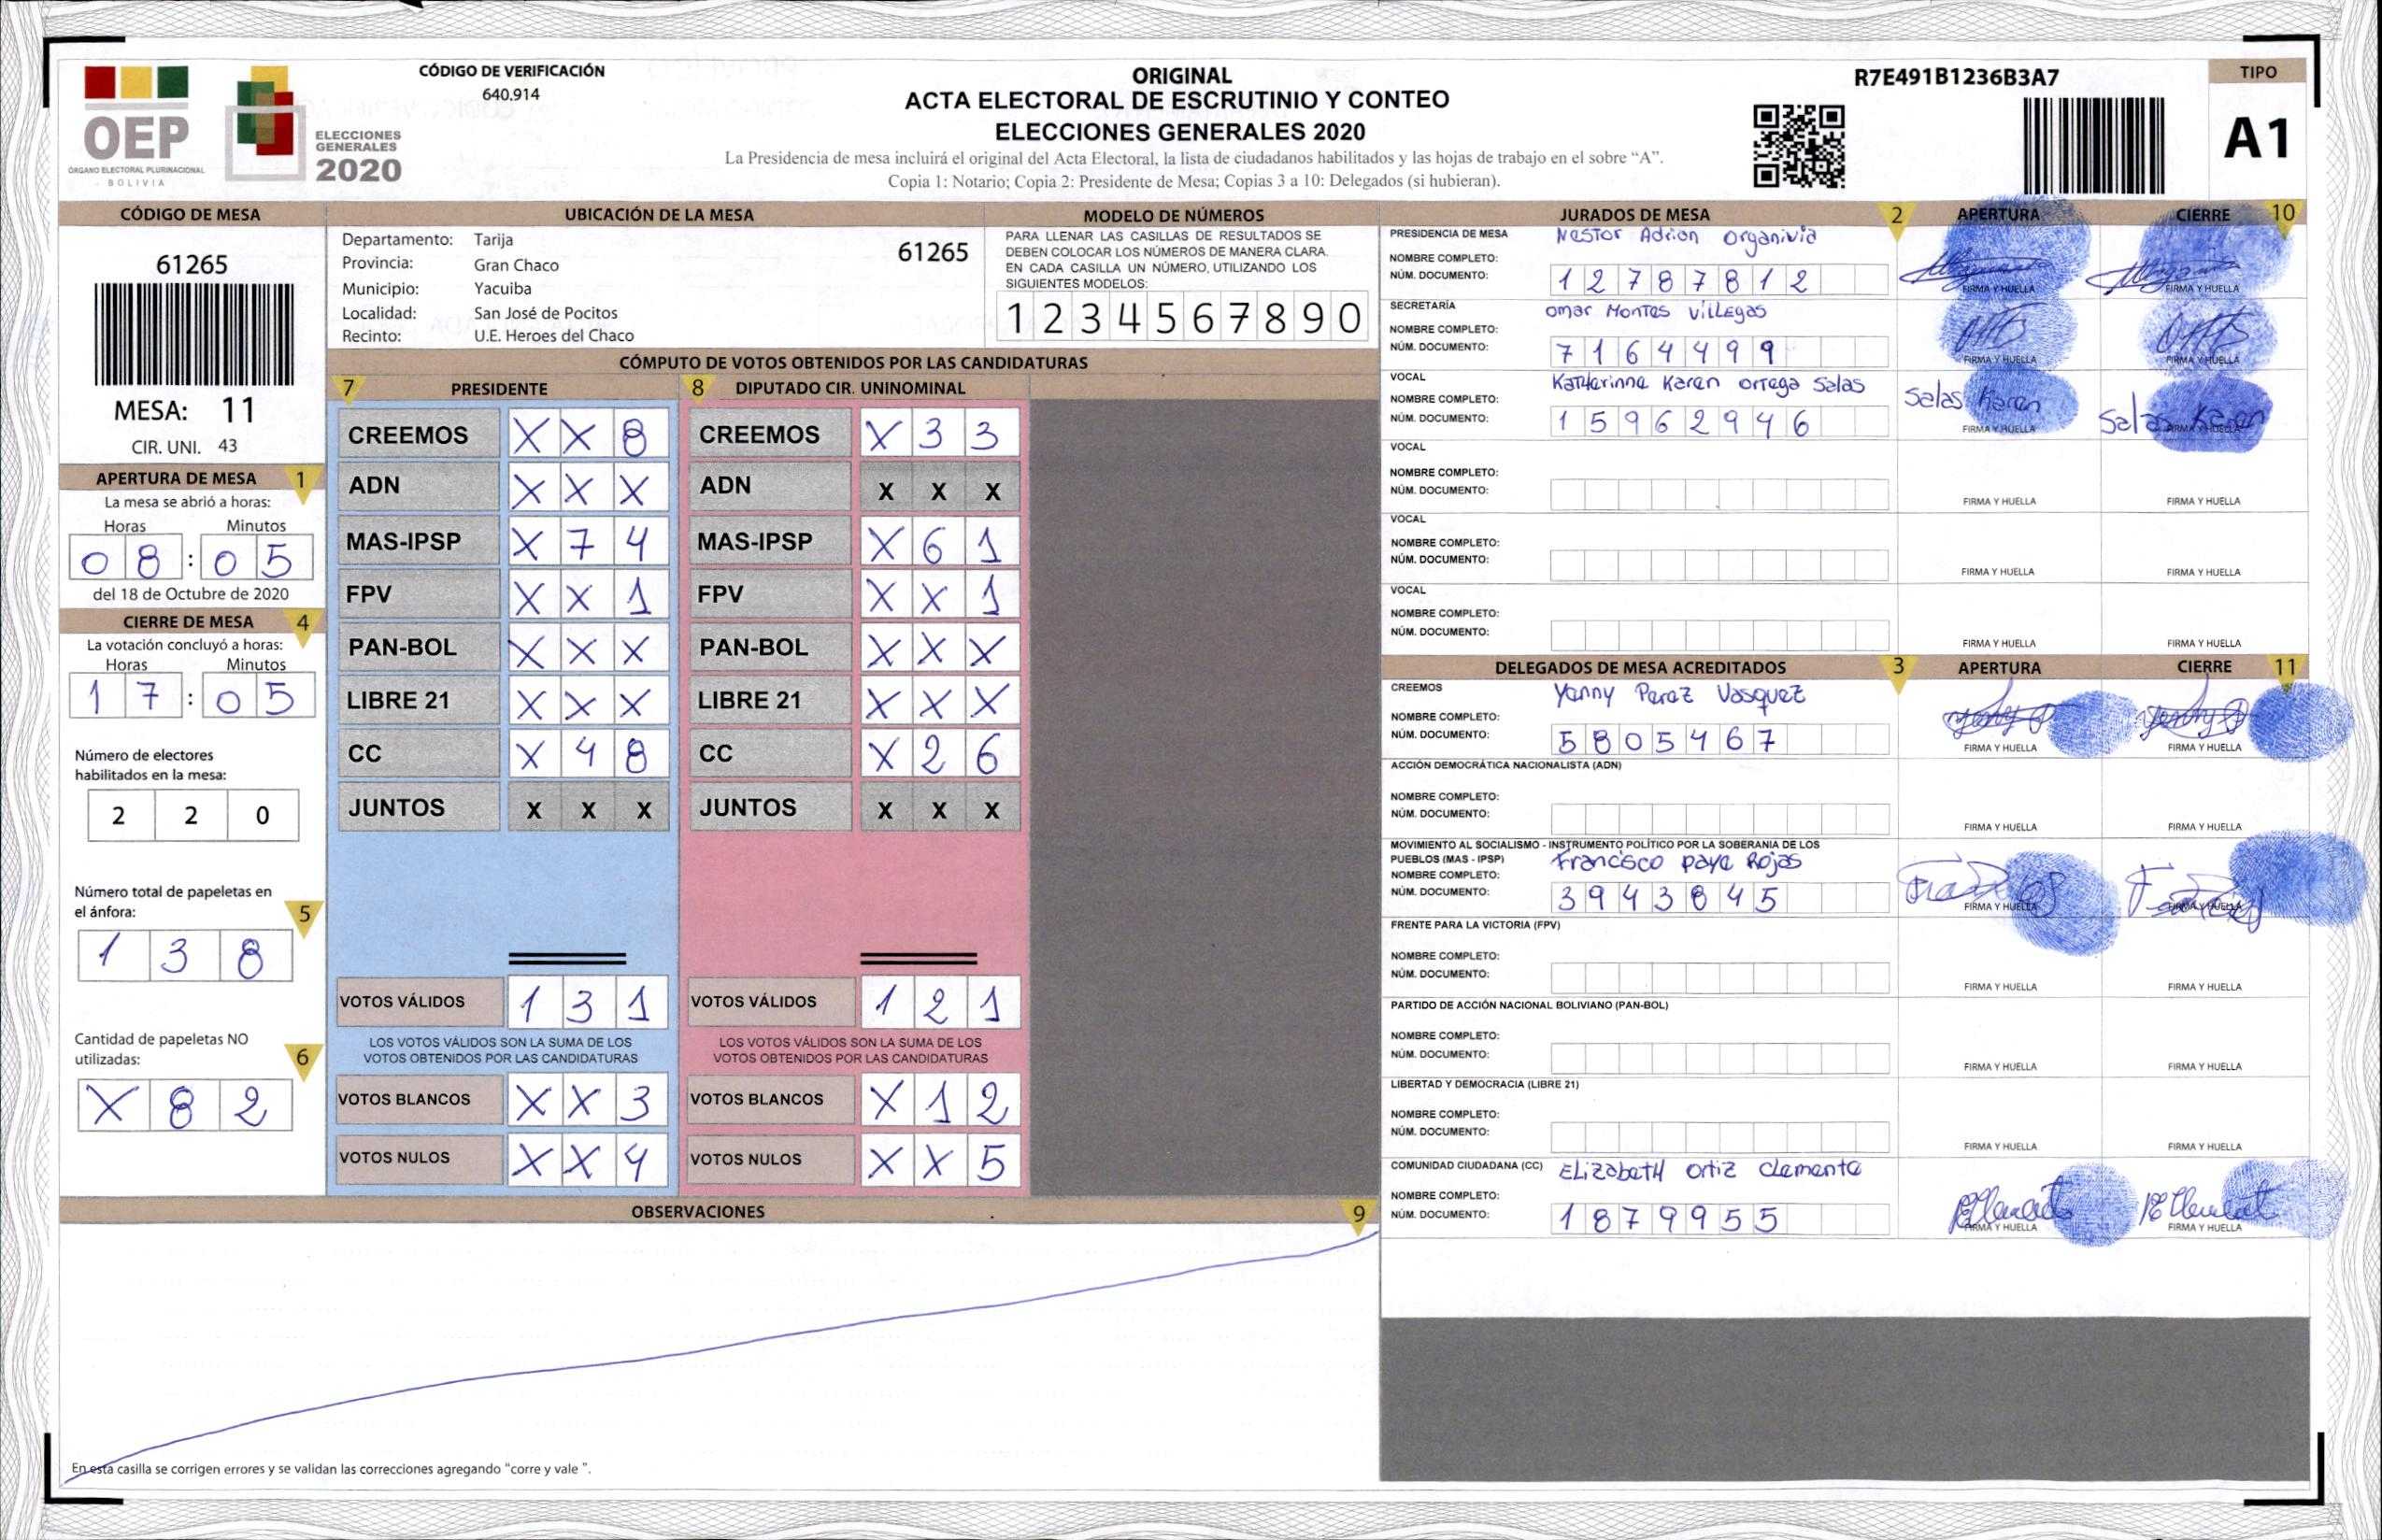 OEP
ÓRGANO ELECTORAL PLURINACIONAL
BOLIVIA
ELECCIONES
GENERALES
2020
CÓDIGO DE VERIFICACIÓN
640.914
ORIGINAL
ACTA ELECTORAL DE ESCRUTINIO Y CONTEO
ELECCIONES GENERALES 2020
La Presidencia de mesa incluirá el original del Acta Electoral, la lista de ciudadanos habilitados y las hojas de trabajo en el sobre “A”.
Copia 1: Notario; Copia 2: Presidente de Mesa; Copias 3 a 10: Delegados (si hubieran).
R7E491B1236B3A7
TIPO
A1
CÓDIGO DE MESA
61265
MESA: 11
CIR. UNI. 43
APERTURA DE MESA 1
La mesa se abrió a horas:
Horas Minutos
0 8 : 0 5
del 18 de Octubre de 2020
CIERRE DE MESA 4
La votación concluyó a horas:
Horas Minutos
1 7 : 0 5
Número de electores
habilitados en la mesa:
2 2 0
Número total de papeletas en
el ánfora: 5
1 3 8
Cantidad de papeletas NO
utilizadas: 6
X 8 2
UBICACIÓN DE LA MESA
Departamento: Tarija 61265
Provincia: Gran Chaco
Municipio: Yacuiba
Localidad: San José de Pocitos
Recinto: U.E. Heroes del Chaco
MODELO DE NÚMEROS
PARA LLENAR LAS CASILLAS DE RESULTADOS SE
DEBEN COLOCAR LOS NÚMEROS DE MANERA CLARA.
EN CADA CASILLA UN NÚMERO, UTILIZANDO LOS
SIGUIENTES MODELOS:
1 2 3 4 5 6 7 8 9 0
CÓMPUTO DE VOTOS OBTENIDOS POR LAS CANDIDATURAS
7 PRESIDENTE
CREEMOS X X 8
ADN X X X
MAS-IPSP X 7 4
FPV X X 1
PAN-BOL X X X
LIBRE 21 X X X
CC X 4 8
JUNTOS X X X
VOTOS VÁLIDOS 1 3 1
LOS VOTOS VÁLIDOS SON LA SUMA DE LOS
VOTOS OBTENIDOS POR LAS CANDIDATURAS
VOTOS BLANCOS X X 3
VOTOS NULOS X X 4
8 DIPUTADO CIR. UNINOMINAL
CREEMOS X 3 3
ADN X X X
MAS-IPSP X 6 1
FPV X X 1
PAN-BOL X X X
LIBRE 21 X X X
CC X 2 6
JUNTOS X X X
VOTOS VÁLIDOS 1 2 1
LOS VOTOS VÁLIDOS SON LA SUMA DE LOS
VOTOS OBTENIDOS POR LAS CANDIDATURAS
VOTOS BLANCOS X 1 2
VOTOS NULOS X X 5
OBSERVACIONES 9
En esta casilla se corrigen errores y se validan las correcciones agregando “corre y vale ”.
JURADOS DE MESA 2 APERTURA CIERRE 10
PRESIDENCIA DE MESA Nestor Adrion Organivia
NOMBRE COMPLETO:
NÚM. DOCUMENTO: 1 2 7 8 7 8 1 2
FIRMA Y HUELLA FIRMA Y HUELLA
SECRETARÍA Omar Montes Villegas
NOMBRE COMPLETO:
NÚM. DOCUMENTO: 7 1 6 4 4 9 9
FIRMA Y HUELLA FIRMA Y HUELLA
VOCAL Katherinne Karen Ortega Salas
NOMBRE COMPLETO: Salas Karen Salas Karen
NÚM. DOCUMENTO: 1 5 9 6 2 9 4 6
FIRMA Y HUELLA FIRMA Y HUELLA
VOCAL
NOMBRE COMPLETO:
NÚM. DOCUMENTO:
FIRMA Y HUELLA FIRMA Y HUELLA
VOCAL
NOMBRE COMPLETO:
NÚM. DOCUMENTO:
FIRMA Y HUELLA FIRMA Y HUELLA
VOCAL
NOMBRE COMPLETO:
NÚM. DOCUMENTO:
FIRMA Y HUELLA FIRMA Y HUELLA
DELEGADOS DE MESA ACREDITADOS 3 APERTURA CIERRE 11
CREEMOS Yenny Perez Vasquez
NOMBRE COMPLETO:
NÚM. DOCUMENTO: 5 8 0 5 4 6 7
FIRMA Y HUELLA FIRMA Y HUELLA
ACCIÓN DEMOCRÁTICA NACIONALISTA (ADN)
NOMBRE COMPLETO:
NÚM. DOCUMENTO:
FIRMA Y HUELLA FIRMA Y HUELLA
MOVIMIENTO AL SOCIALISMO - INSTRUMENTO POLÍTICO POR LA SOBERANIA DE LOS
PUEBLOS (MAS - IPSP) Francisco Paye Rojas
NOMBRE COMPLETO:
NÚM. DOCUMENTO: 3 9 4 3 8 4 5
FIRMA Y HUELLA FIRMA Y HUELLA
FRENTE PARA LA VICTORIA (FPV)
NOMBRE COMPLETO:
NÚM. DOCUMENTO:
FIRMA Y HUELLA FIRMA Y HUELLA
PARTIDO DE ACCIÓN NACIONAL BOLIVIANO (PAN-BOL)
NOMBRE COMPLETO:
NÚM. DOCUMENTO:
FIRMA Y HUELLA FIRMA Y HUELLA
LIBERTAD Y DEMOCRACIA (LIBRE 21)
NOMBRE COMPLETO:
NÚM. DOCUMENTO:
FIRMA Y HUELLA FIRMA Y HUELLA
COMUNIDAD CIUDADANA (CC) Elizabeth Ortiz Clemente
NOMBRE COMPLETO:
NÚM. DOCUMENTO: 1 8 7 9 9 5 5
FIRMA Y HUELLA FIRMA Y HUELLA